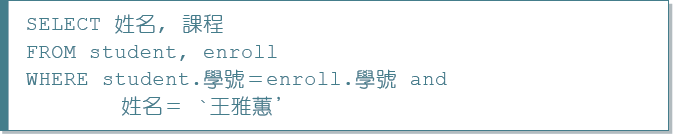 SELECT 姓名, 課程
FROM student, enroll
WHERE student.學號＝enroll.學號 and
姓名＝ `王雅蕙’